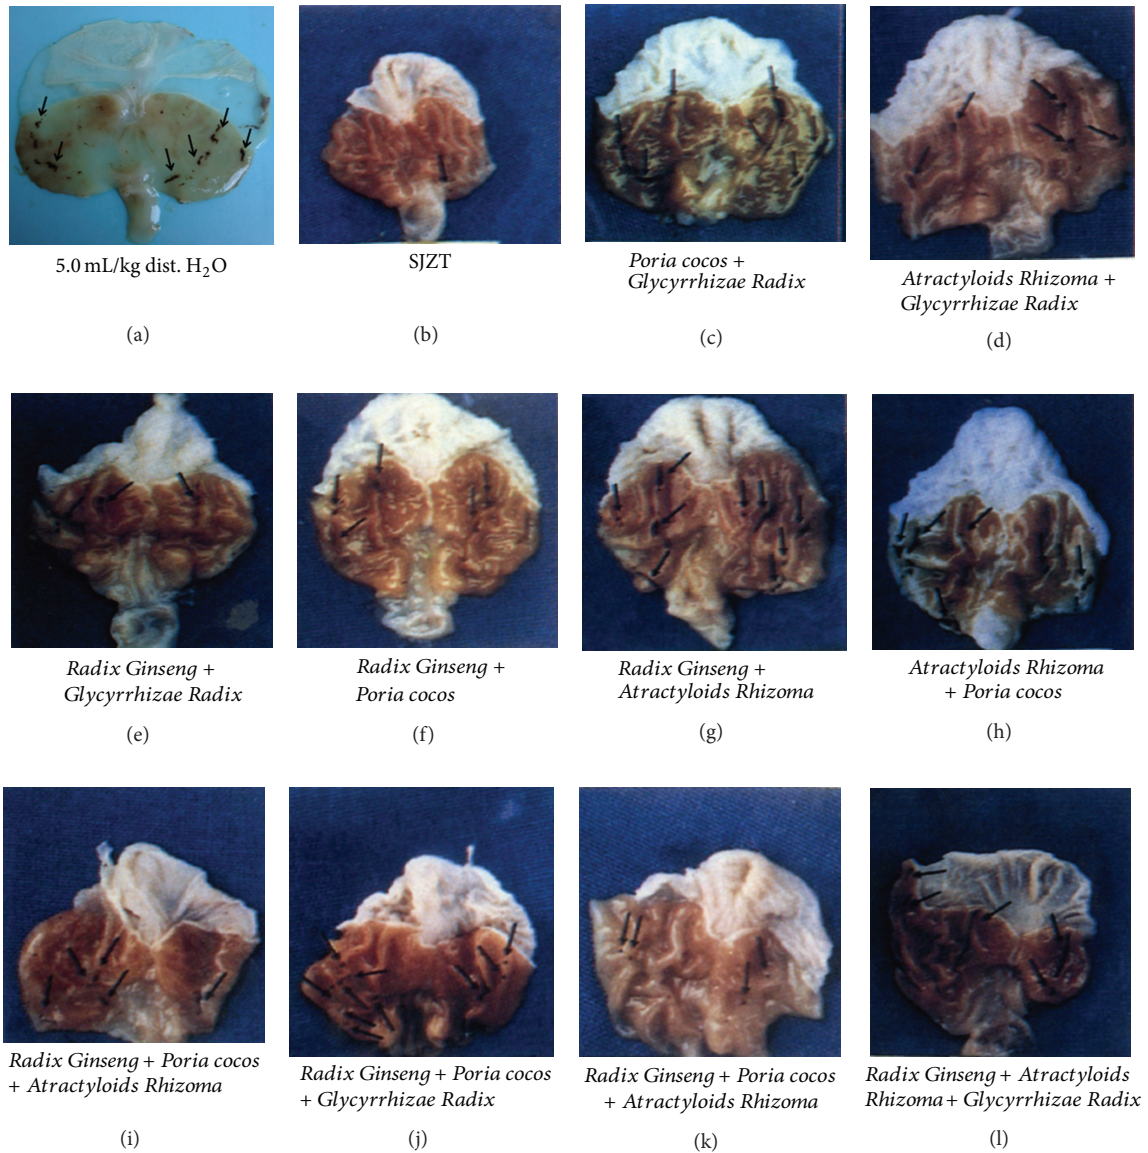 5.0 mL/kg dist. H₂O
(a)
SJZT
(b)
Poria cocos +
Glycyrrhizae Radix
(c)
Atractyloids Rhizoma +
Glycyrrhizae Radix
(d)
Radix Ginseng +
Glycyrrhizae Radix
(e)
Radix Ginseng +
Poria cocos
(f)
Radix Ginseng +
Atractyloids Rhizoma
(g)
Atractyloids Rhizoma
+ Poria cocos
(h)
Radix Ginseng + Poria cocos
+ Atractyloids Rhizoma
(i)
Radix Ginseng + Poria cocos
+ Glycyrrhizae Radix
(j)
Radix Ginseng + Poria cocos
+ Atractyloids Rhizoma
(k)
Radix Ginseng + Atractyloids
Rhizoma + Glycyrrhizae Radix
(l)